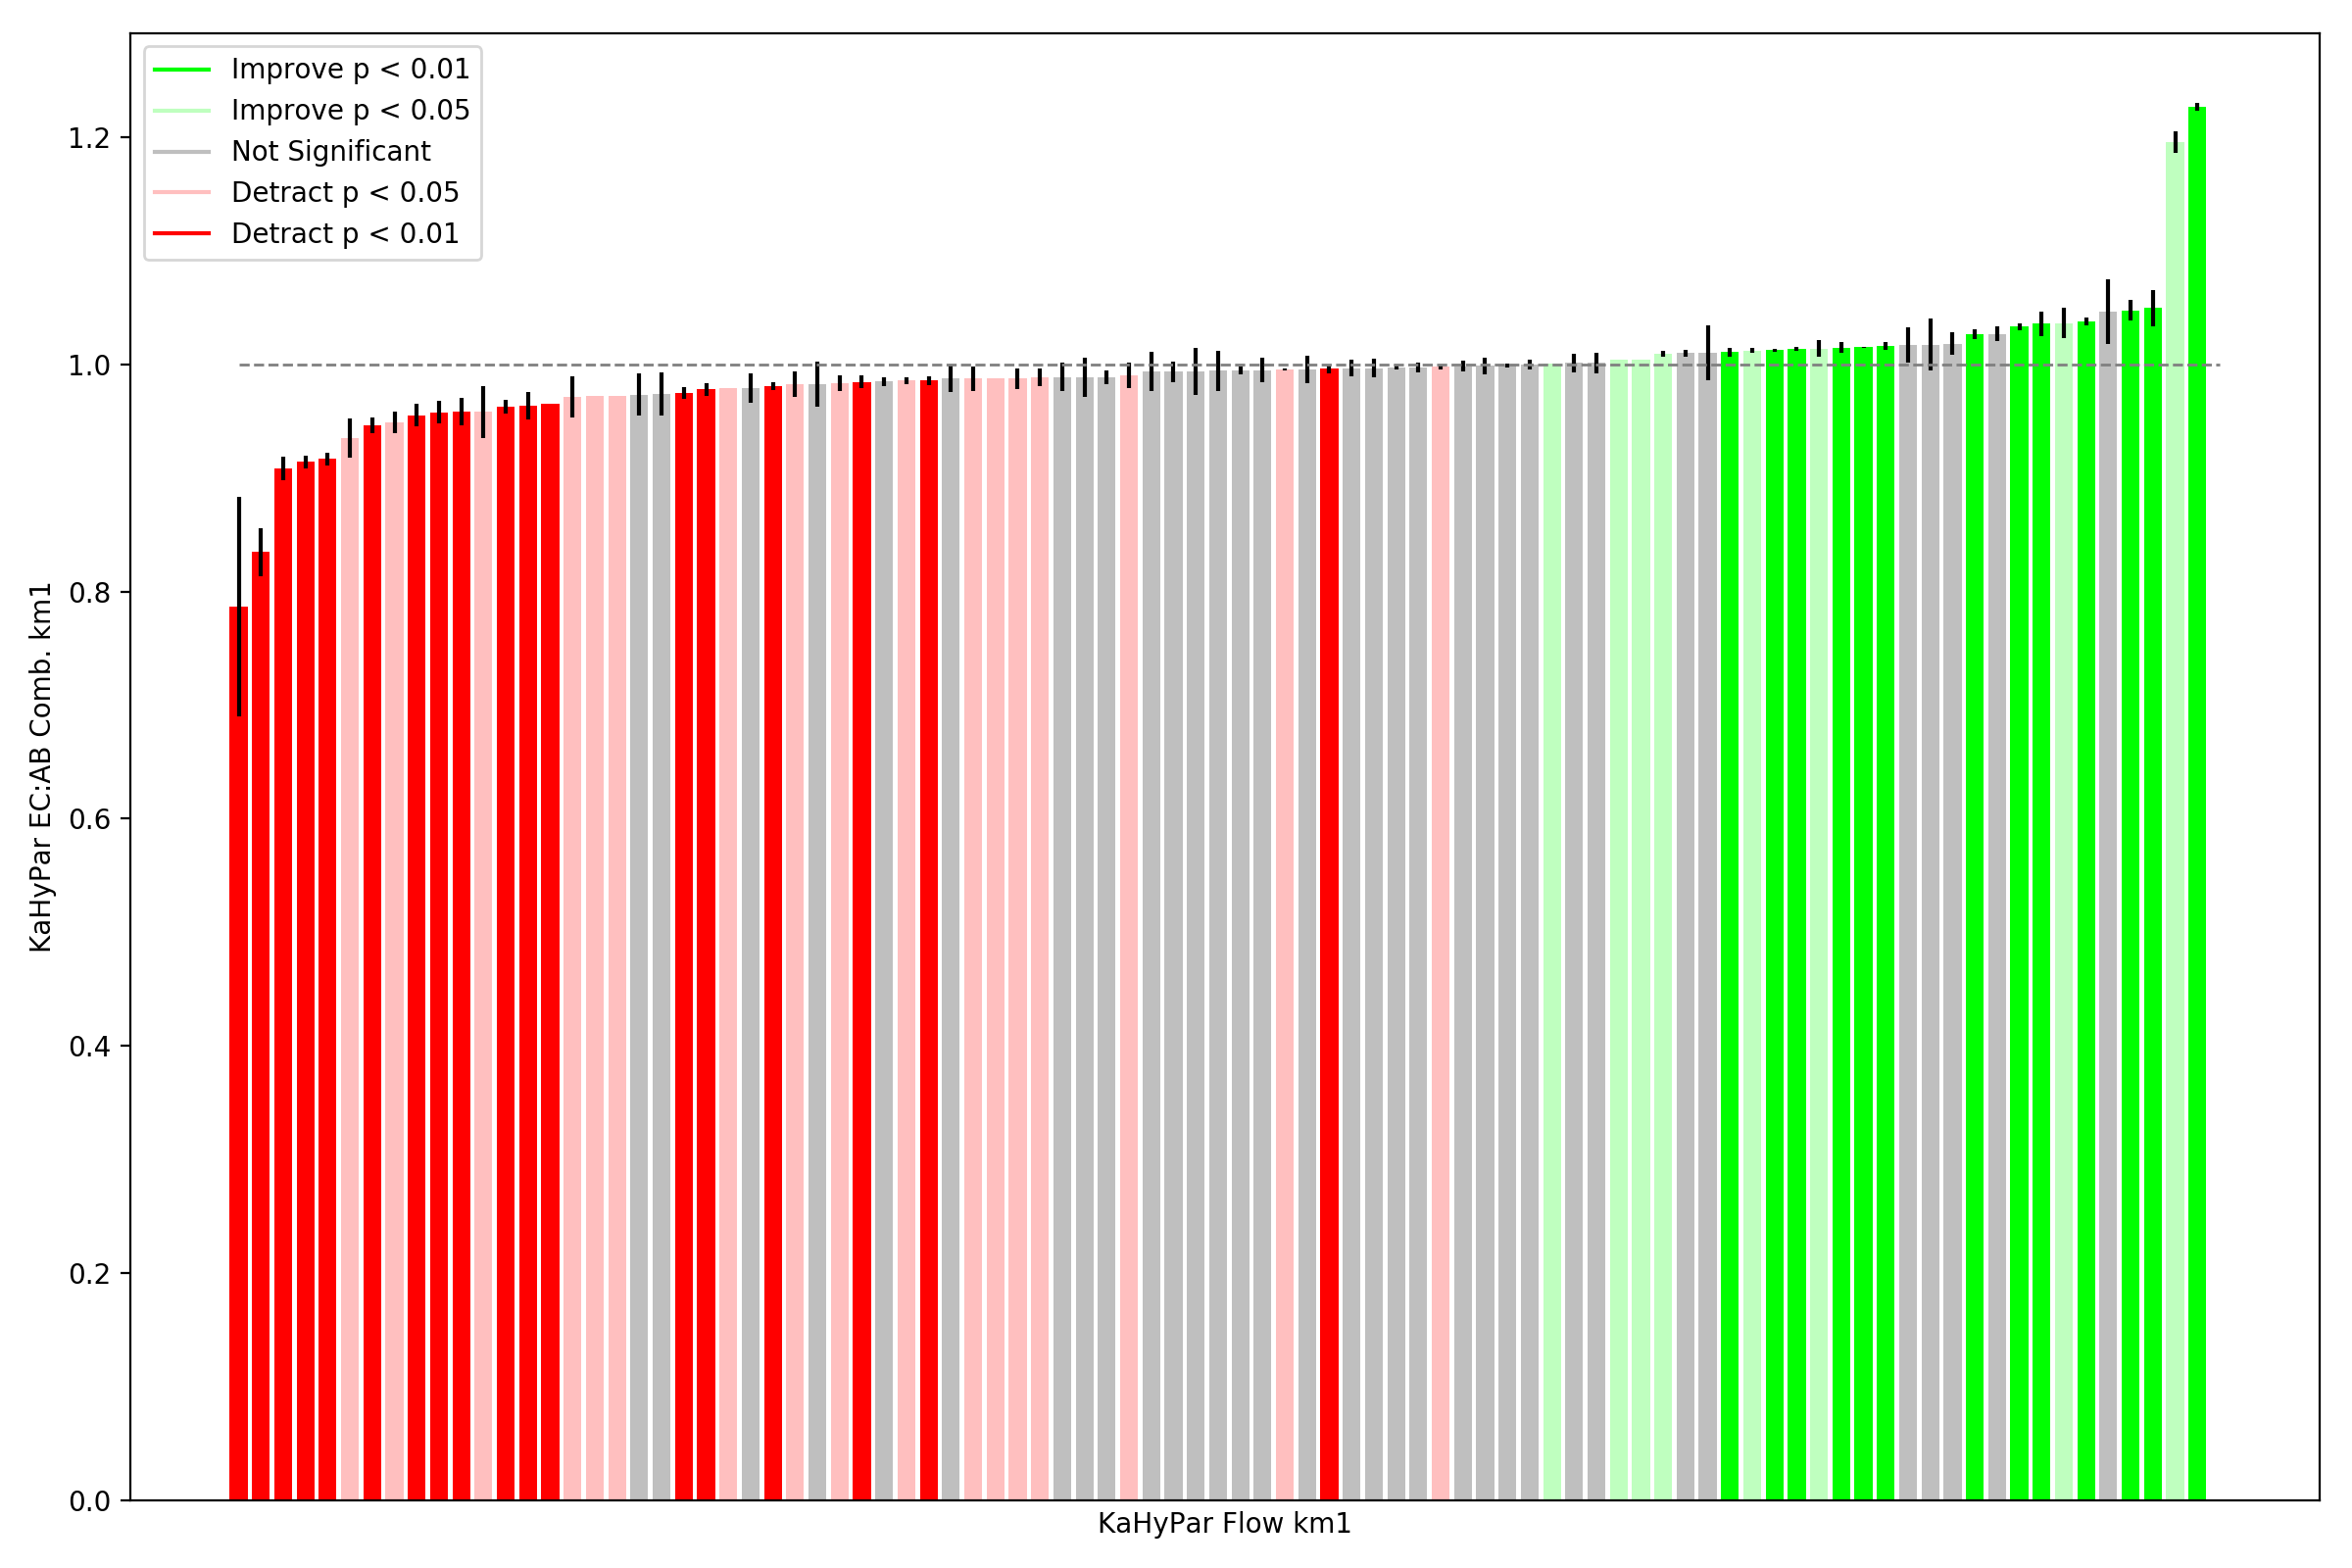 Improve p < 0.01
Improve p < 0.05
Not Significant
Detract p < 0.05
Detract p < 0.01
1.2
1.0
0.8
0.6
0.4
0.2
0.0
KaHyPar EC:AB Comb. km1
KaHyPar Flow km1